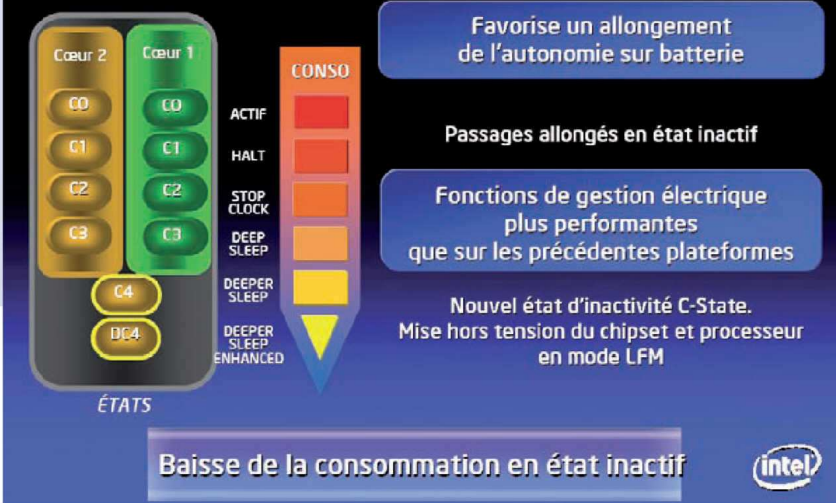 Cœur 2
Cœur 1
C0
C0
C1
C1
C2
C2
C3
C3
C4
DC4
ÉTATS
ACTIF
HALT
STOP
CLOCK
DEEP
SLEEP
DEEPER
SLEEP
DEEPER
SLEEP
ENHANCED
CONSO
Favorise un allongement
de l'autonomie sur batterie
Passages allongés en état inactif
Fonctions de gestion électrique
plus performantes
que sur les précédentes plateformes
Nouvel état d'inactivité C-State.
Mise hors tension du chipset et processeur
en mode LFM
Baisse de la consommation en état inactif
intel